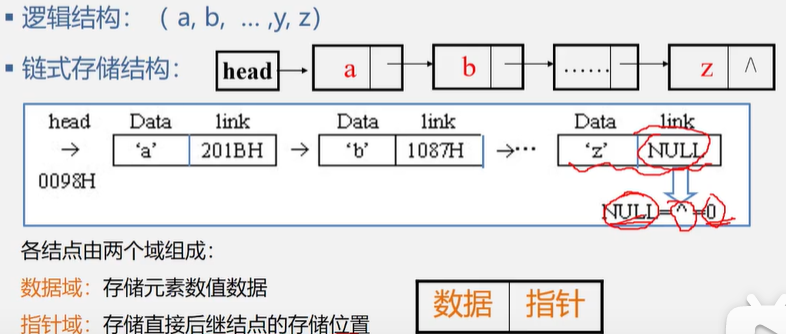 ▪ 逻辑结构：（a, b, … ,y, z）
▪ 链式存储结构： head a b …… z ^
head Data link Data link Data link
→ ‘a’ 201BH → ‘b’ 1087H →… ‘z’ NULL
0098H
NULL=^=0
各结点由两个域组成：
数据域：存储元素数值数据
数据 指针
指针域：存储直接后继结点的存储位置